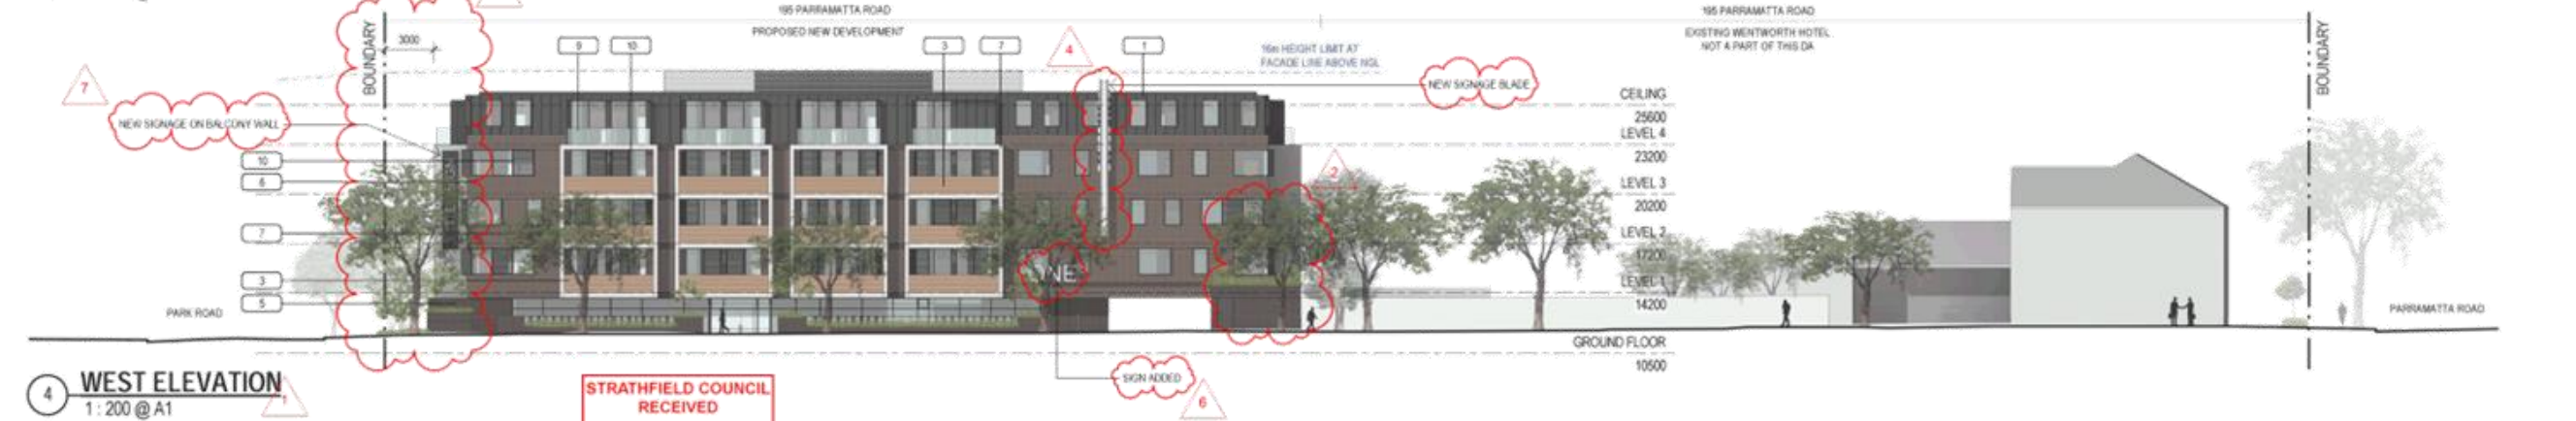 195 PARRAMATTA ROAD
PROPOSED NEW DEVELOPMENT
195 PARRAMATTA ROAD
EXISTING WENTWORTH HOTEL
NOT A PART OF THIS DA
BOUNDARY
3000
9
10
3
7
4
1
16m HEIGHT LIMIT AT
FACADE LINE ABOVE NGL
NEW SIGNAGE BLADE
BOUNDARY
7
NEW SIGNAGE ON BALCONY WALL
10
6
7
3
5
2
CEILING
25600
LEVEL 4
23200
LEVEL 3
20200
LEVEL 2
17200
LEVEL 1
14200
GROUND FLOOR
10500
NE
PARK ROAD
PARRAMATTA ROAD
SIGN ADDED
6
4
WEST ELEVATION
1
1 : 200 @ A1
STRATHFIELD COUNCIL
RECEIVED